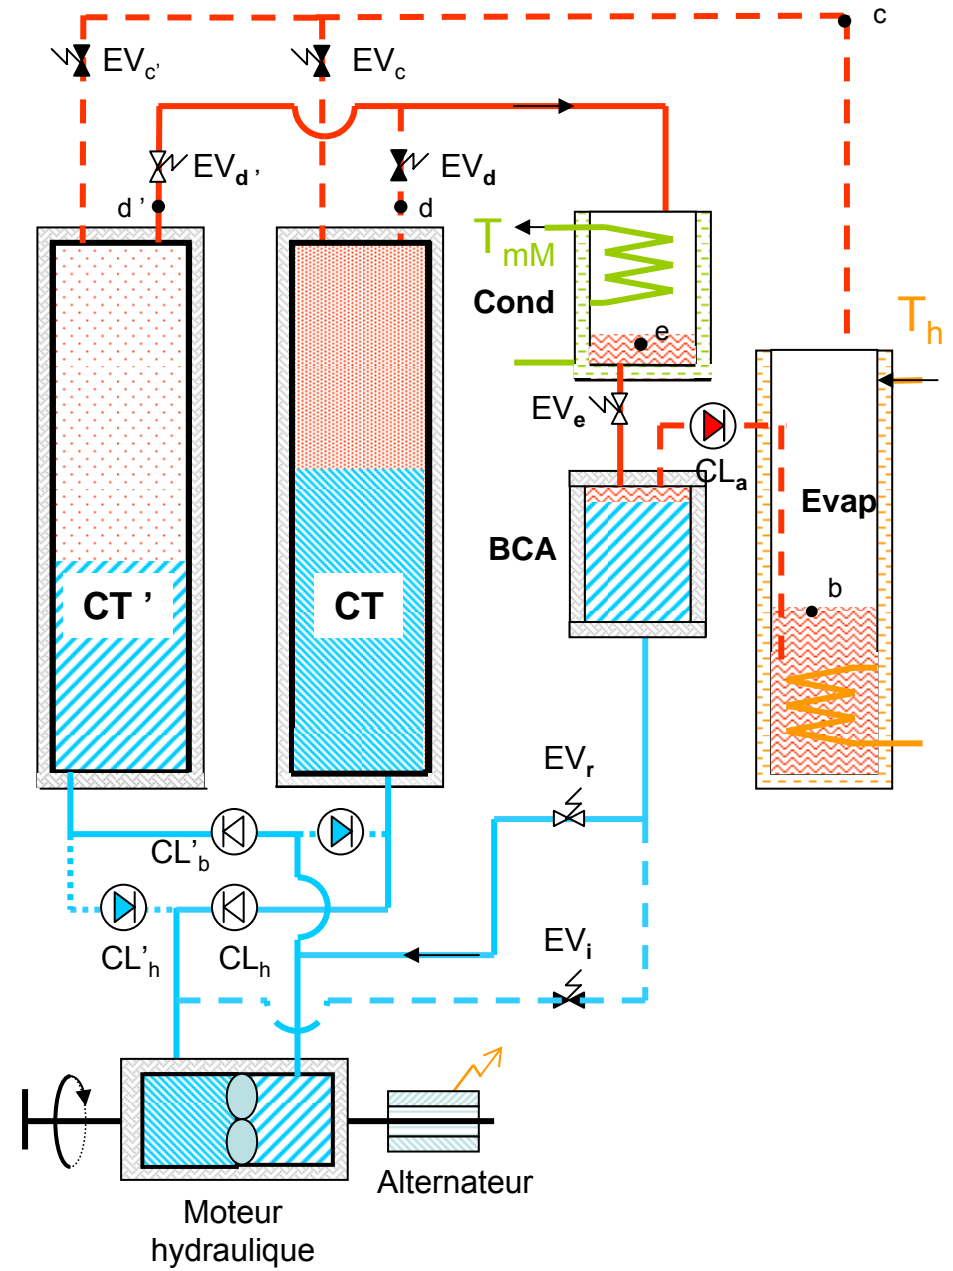 c
EVc’
EVc
EVd’
EVd
d’
d
TmM
Cond
e
Th
EVe
CLa
Evap
BCA
b
CT’
CT
EVr
CL’b
CL’h
CLh
EVi
Alternateur
Moteur
hydraulique